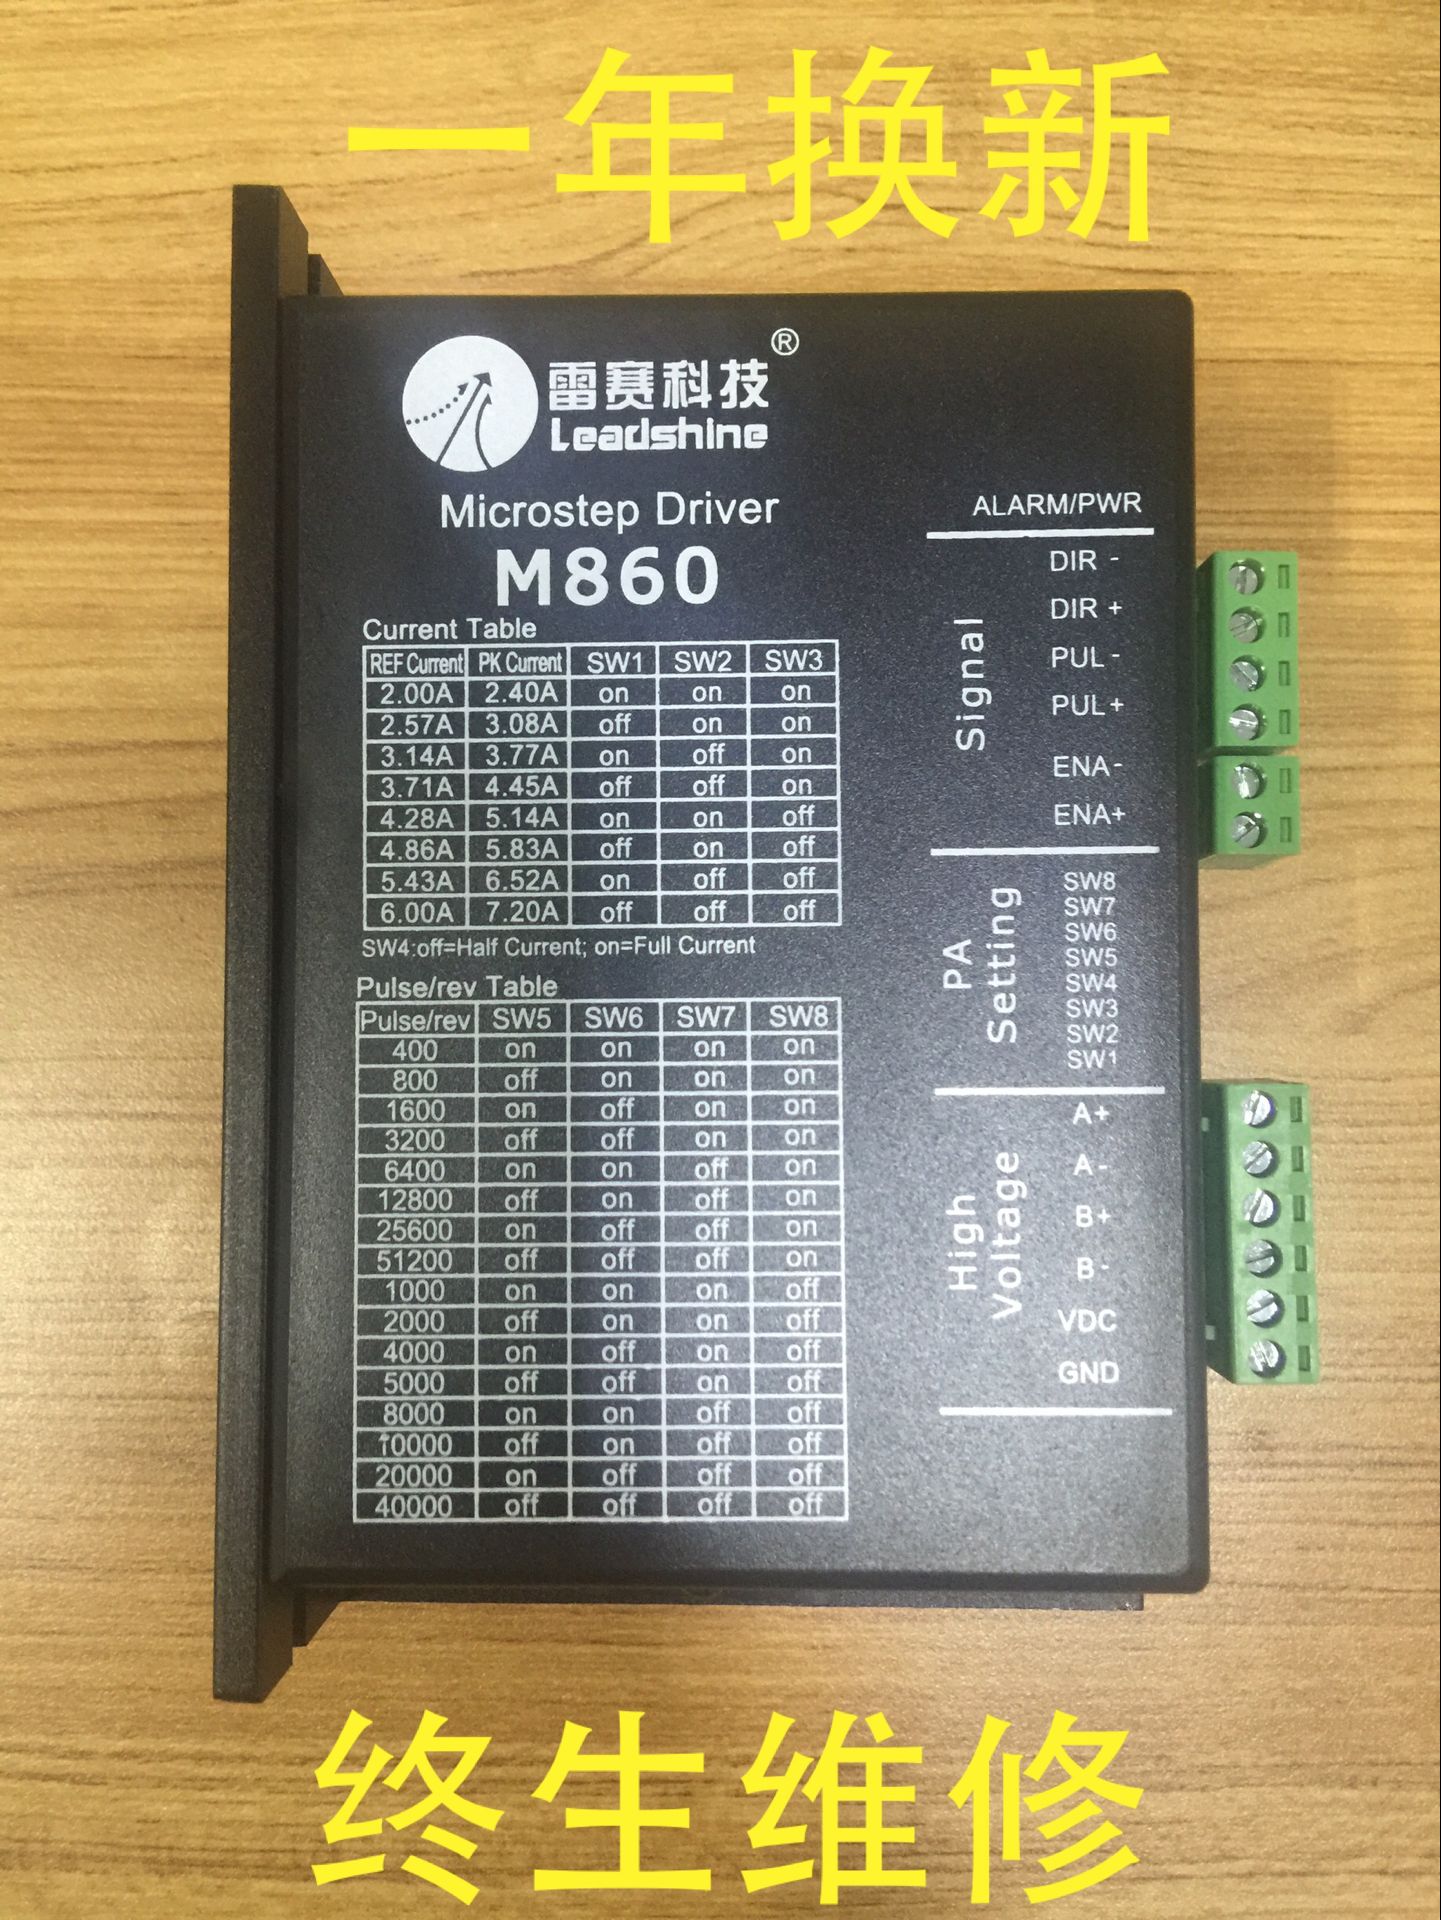 一年换新
雷赛科技®
Leadshine
Microstep Driver
M860
Current Table
REF Current PK Current SW1 SW2 SW3
2.00A 2.40A on on on
2.57A 3.08A off on on
3.14A 3.77A on off on
3.71A 4.45A off off on
4.28A 5.14A on on off
4.86A 5.83A off on off
5.43A 6.52A on off off
6.00A 7.20A off off off
SW4:off=Half Current; on=Full Current
Pulse/rev Table
Pulse/rev SW5 SW6 SW7 SW8
400 on on on on
800 off on on on
1600 on off on on
3200 off off on on
6400 on on off on
12800 off on off on
25600 on off off on
51200 off off off on
1000 on on on off
2000 off on on off
4000 on off on off
5000 off off on off
8000 on on off off
10000 off on off off
20000 on off off off
40000 off off off off
ALARM/PWR
Signal
DIR -
DIR +
PUL -
PUL+
ENA-
ENA+
PA
Setting
SW8
SW7
SW6
SW5
SW4
SW3
SW2
SW1
High
Voltage
A+
A-
B+
B-
VDC
GND
终生维修